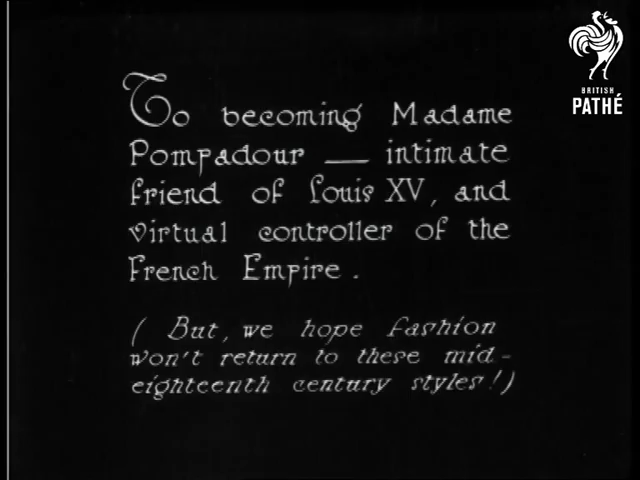 BRITISH
PATHÉ
To becoming Madame
Pompadour — intimate
friend of Louis XV, and
virtual controller of the
French Empire.
( But, we hope fashion
won't return to these mid-
eighteenth century styles!)